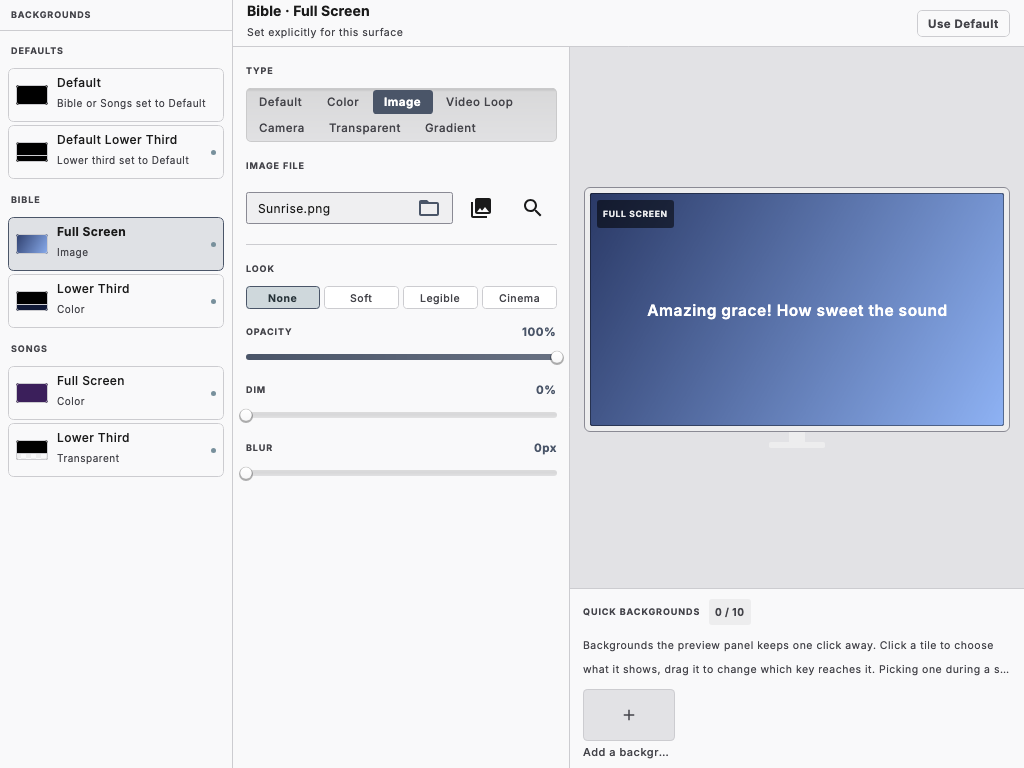 BACKGROUNDS
DEFAULTS
Default
Bible or Songs set to Default
Default Lower Third
Lower third set to Default
BIBLE
Full Screen
Image
Lower Third
Color
SONGS
Full Screen
Color
Lower Third
Transparent
Bible · Full Screen
Set explicitly for this surface
Use Default
TYPE
Default Color Image Video Loop
Camera Transparent Gradient
IMAGE FILE
Sunrise.png
LOOK
None Soft Legible Cinema
OPACITY 100%
DIM 0%
BLUR 0px
FULL SCREEN
Amazing grace! How sweet the sound
QUICK BACKGROUNDS 0 / 10
Backgrounds the preview panel keeps one click away. Click a tile to choose
what it shows, drag it to change which key reaches it. Picking one during a s...
Add a backgr...